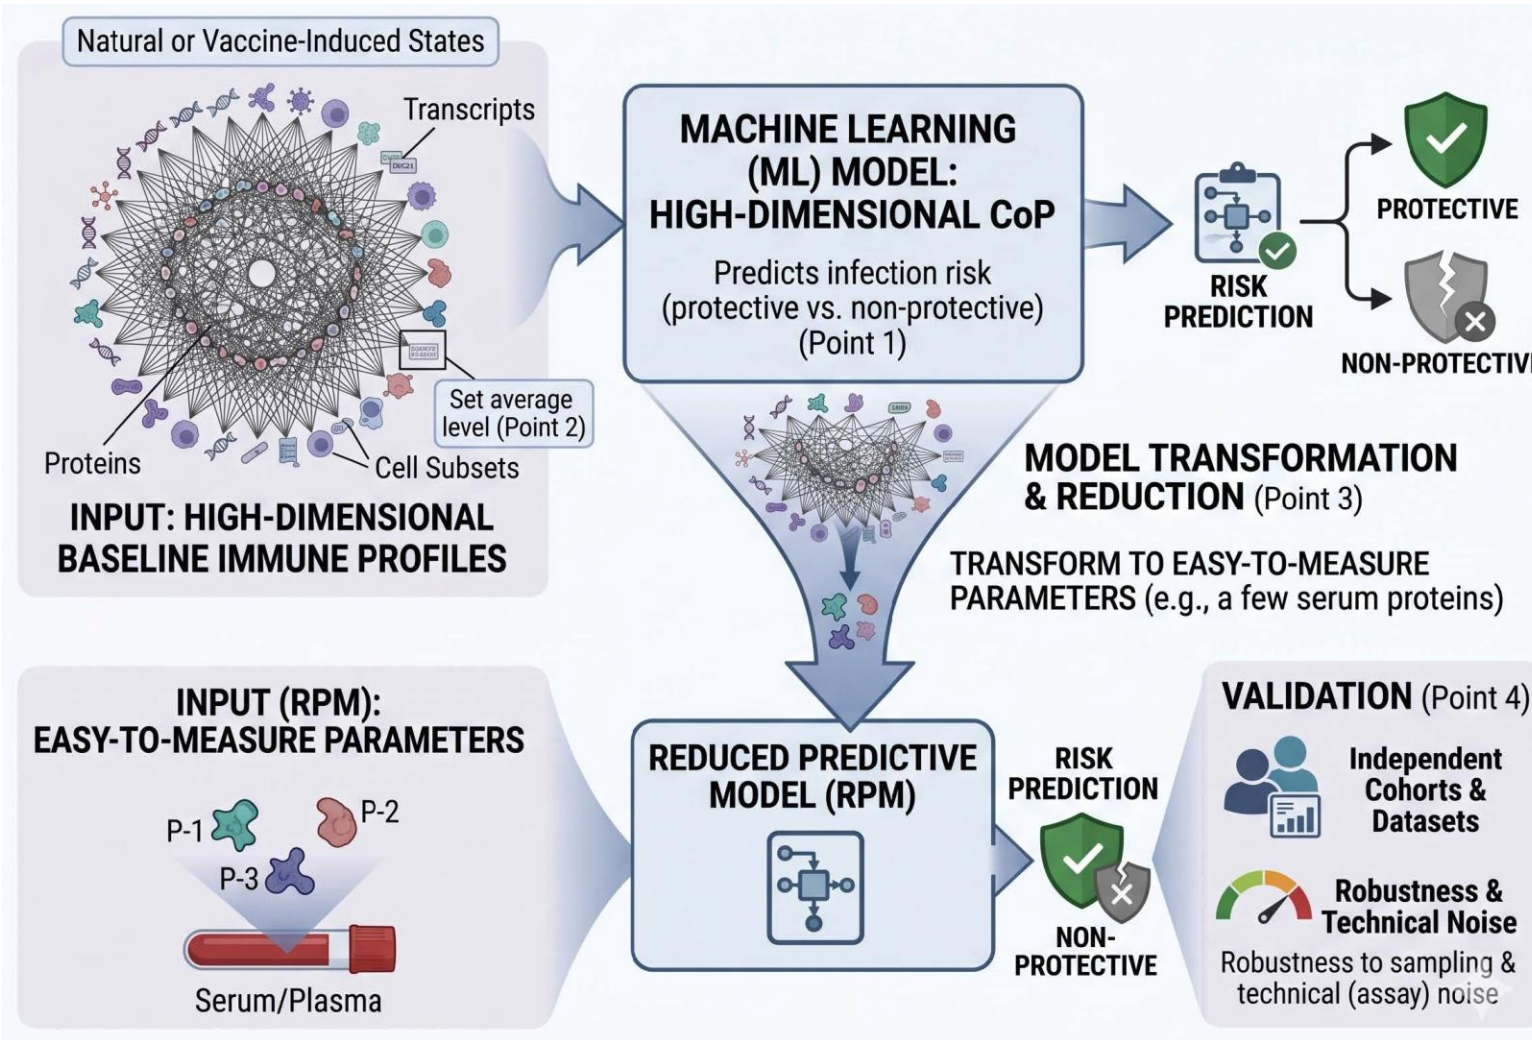 Natural or Vaccine-Induced States
Transcripts
Set average
level (Point 2)
Proteins
Cell Subsets
INPUT: HIGH-DIMENSIONAL
BASELINE IMMUNE PROFILES
MACHINE LEARNING
(ML) MODEL:
HIGH-DIMENSIONAL CoP
Predicts infection risk
(protective vs. non-protective)
(Point 1)
RISK
PREDICTION
PROTECTIVE
NON-PROTECTIV
MODEL TRANSFORMATION
& REDUCTION (Point 3)
TRANSFORM TO EASY-TO-MEASURE
PARAMETERS (e.g., a few serum proteins)
INPUT (RPM):
EASY-TO-MEASURE PARAMETERS
P-1
P-2
P-3
Serum/Plasma
REDUCED PREDICTIVE
MODEL (RPM)
RISK
PREDICTION
NON-
PROTECTIVE
VALIDATION (Point 4)
Independent
Cohorts &
Datasets
Robustness &
Technical Noise
Robustness to sampling &
technical (assay) noise